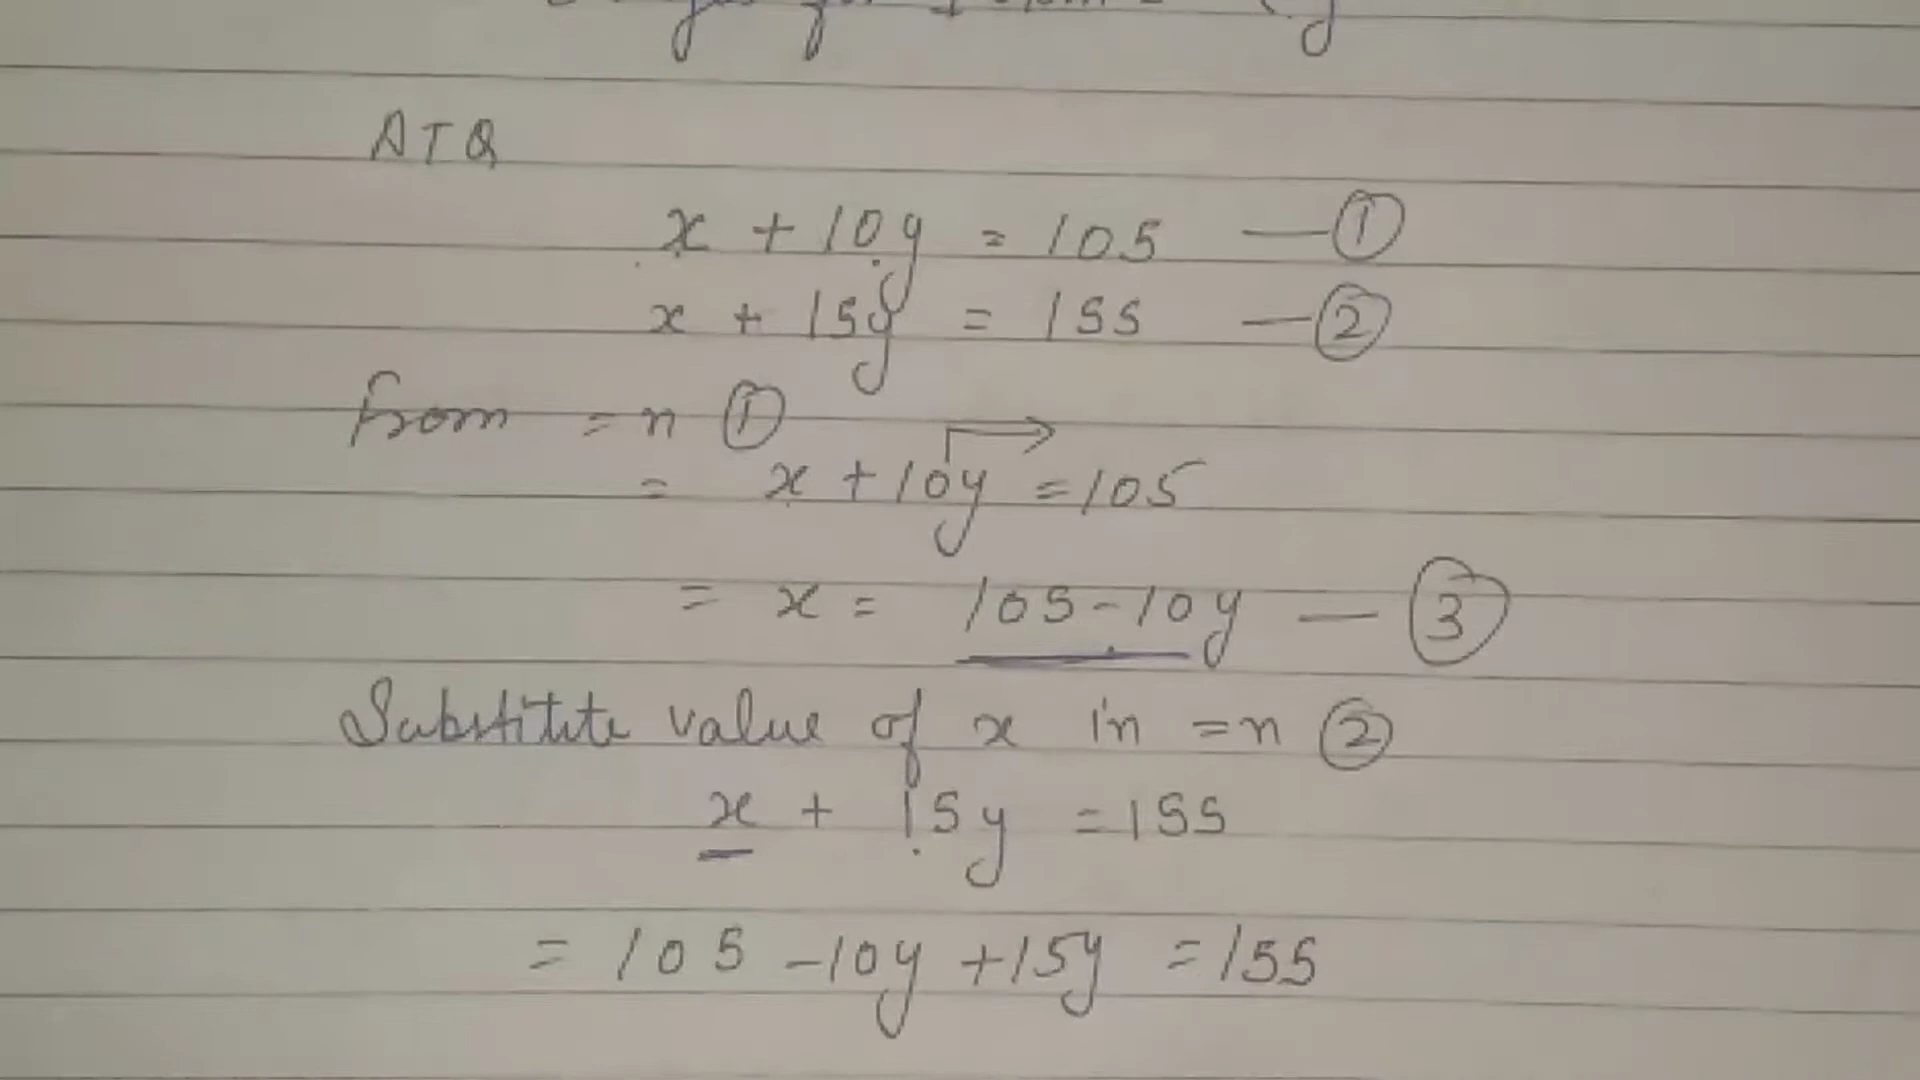 ATQ
x + 10y = 105 — ①
x + 15y = 155 — ②
from =n ①
= x + 10y = 105
= x = 105 - 10y — ③
Substitute value of x in =n ②
x + 15y = 155
= 105 - 10y + 15y = 155